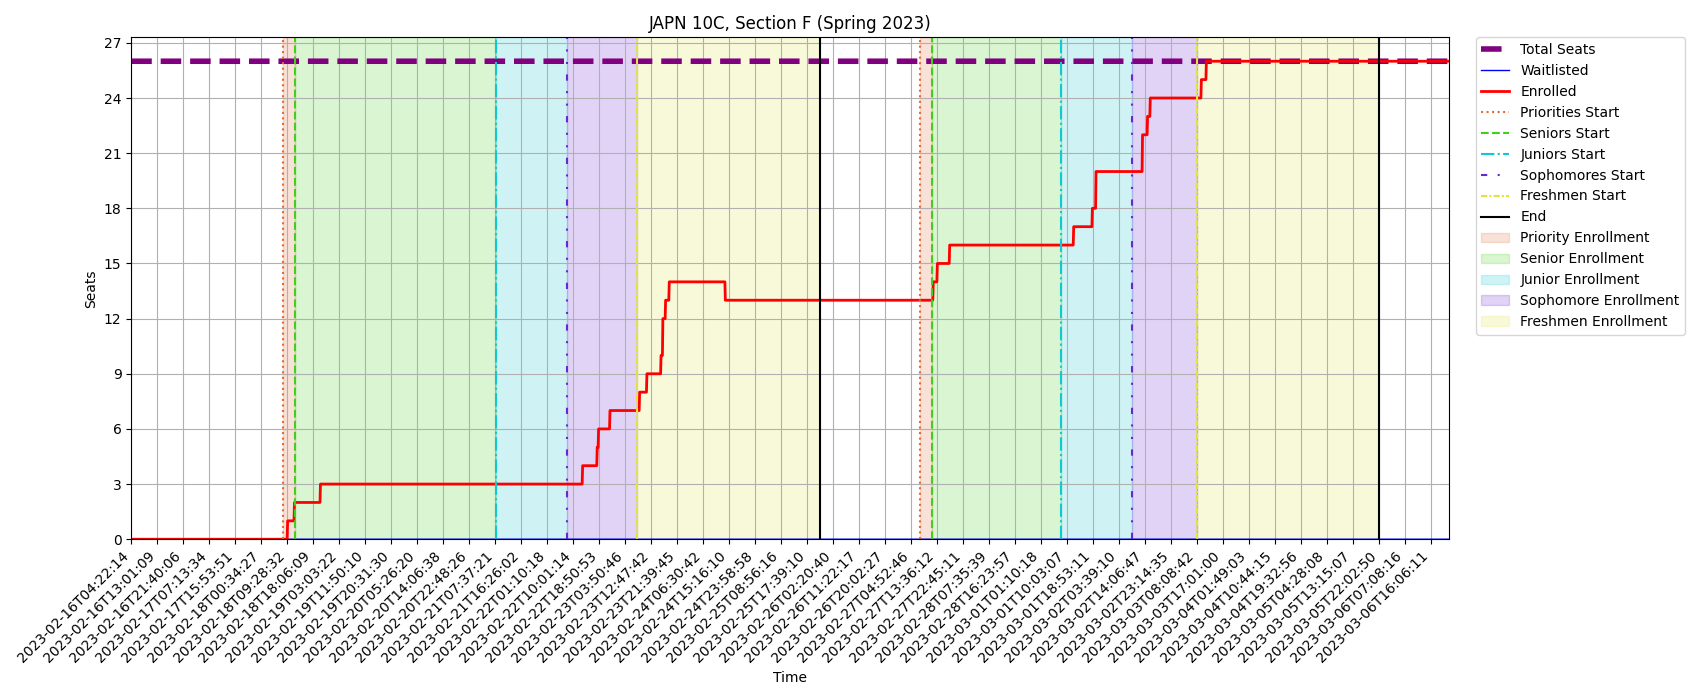 JAPN 10C, Section F (Spring 2023)
27
24
21
18
15
12
9
6
3
0
Seats
2023-02-16T04:22:14
2023-02-16T13:01:09
2023-02-16T21:40:06
2023-02-17T07:13:34
2023-02-17T15:53:51
2023-02-18T00:34:27
2023-02-18T09:28:32
2023-02-18T18:06:09
2023-02-19T03:03:22
2023-02-19T11:50:10
2023-02-19T20:31:30
2023-02-20T05:26:20
2023-02-20T14:06:38
2023-02-20T22:48:26
2023-02-21T07:37:21
2023-02-21T16:26:02
2023-02-22T01:10:18
2023-02-22T10:01:14
2023-02-22T18:50:53
2023-02-23T03:50:46
2023-02-23T12:47:42
2023-02-23T21:39:45
2023-02-24T06:30:42
2023-02-24T15:16:10
2023-02-24T23:58:58
2023-02-25T08:56:16
2023-02-25T17:39:10
2023-02-26T02:20:40
2023-02-26T11:22:17
2023-02-26T20:02:27
2023-02-27T04:52:46
2023-02-27T13:36:12
2023-02-27T22:45:11
2023-02-28T07:35:39
2023-02-28T16:23:57
2023-03-01T01:10:18
2023-03-01T10:03:07
2023-03-01T18:53:11
2023-03-02T03:39:10
2023-03-02T14:06:47
2023-03-02T23:14:35
2023-03-03T08:08:42
2023-03-03T17:01:00
2023-03-04T01:49:03
2023-03-04T10:44:15
2023-03-04T19:32:56
2023-03-05T04:28:08
2023-03-05T13:15:07
2023-03-05T22:02:50
2023-03-06T07:08:16
2023-03-06T16:06:11
Time
Total Seats
Waitlisted
Enrolled
Priorities Start
Seniors Start
Juniors Start
Sophomores Start
Freshmen Start
End
Priority Enrollment
Senior Enrollment
Junior Enrollment
Sophomore Enrollment
Freshmen Enrollment